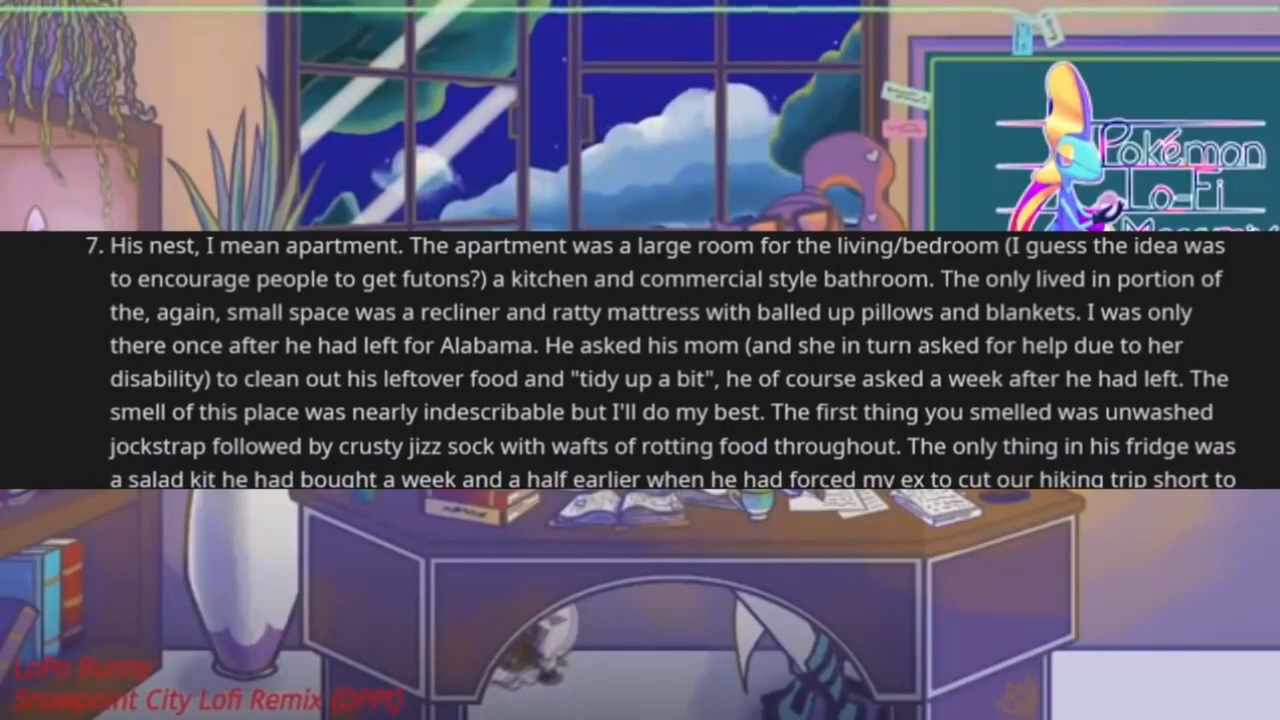 Pokémon
Lo-Fi
7. His nest, I mean apartment. The apartment was a large room for the living/bedroom (I guess the idea was
to encourage people to get futons?) a kitchen and commercial style bathroom. The only lived in portion of
the, again, small space was a recliner and ratty mattress with balled up pillows and blankets. I was only
there once after he had left for Alabama. He asked his mom (and she in turn asked for help due to her
disability) to clean out his leftover food and "tidy up a bit", he of course asked a week after he had left. The
smell of this place was nearly indescribable but I'll do my best. The first thing you smelled was unwashed
jockstrap followed by crusty jizz sock with wafts of rotting food throughout. The only thing in his fridge was
a salad kit he had bought a week and a half earlier when he had forced my ex to cut our hiking trip short to
LoFo Bunny
Snowpoint City Lofi Remix (DPPt)